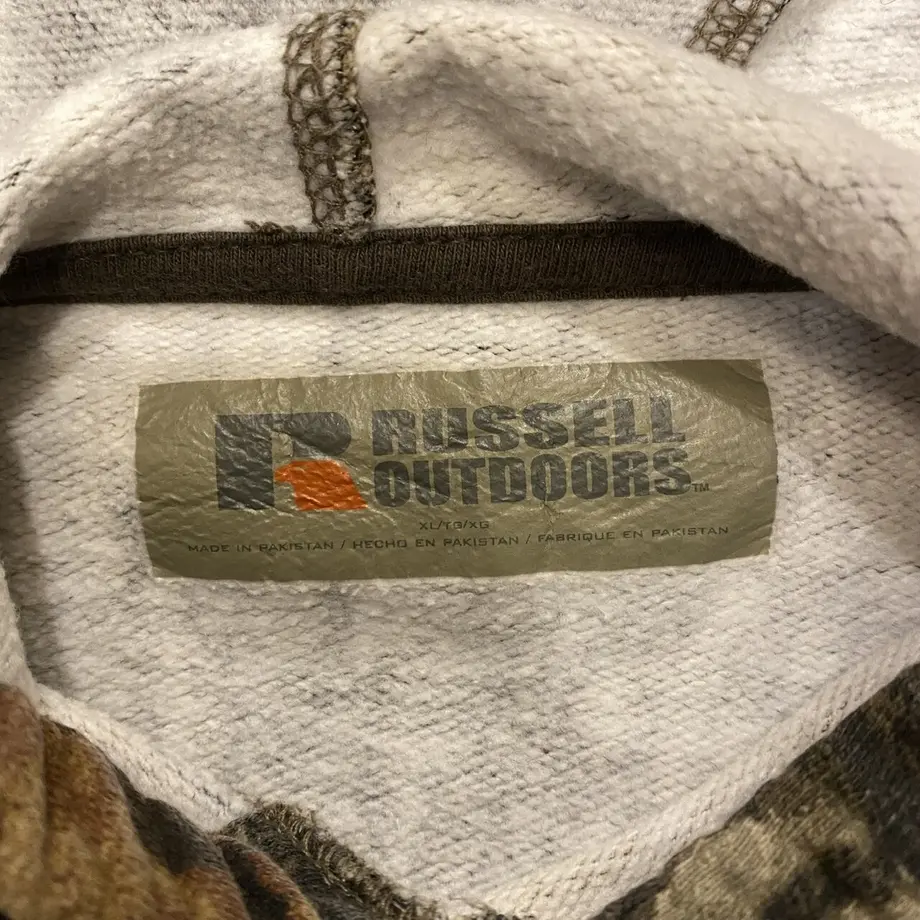 RUSSELL
OUTDOORS™
XL/TG/XG
MADE IN PAKISTAN / HECHO EN PAKISTAN / FABRIQUE EN PAKISTAN